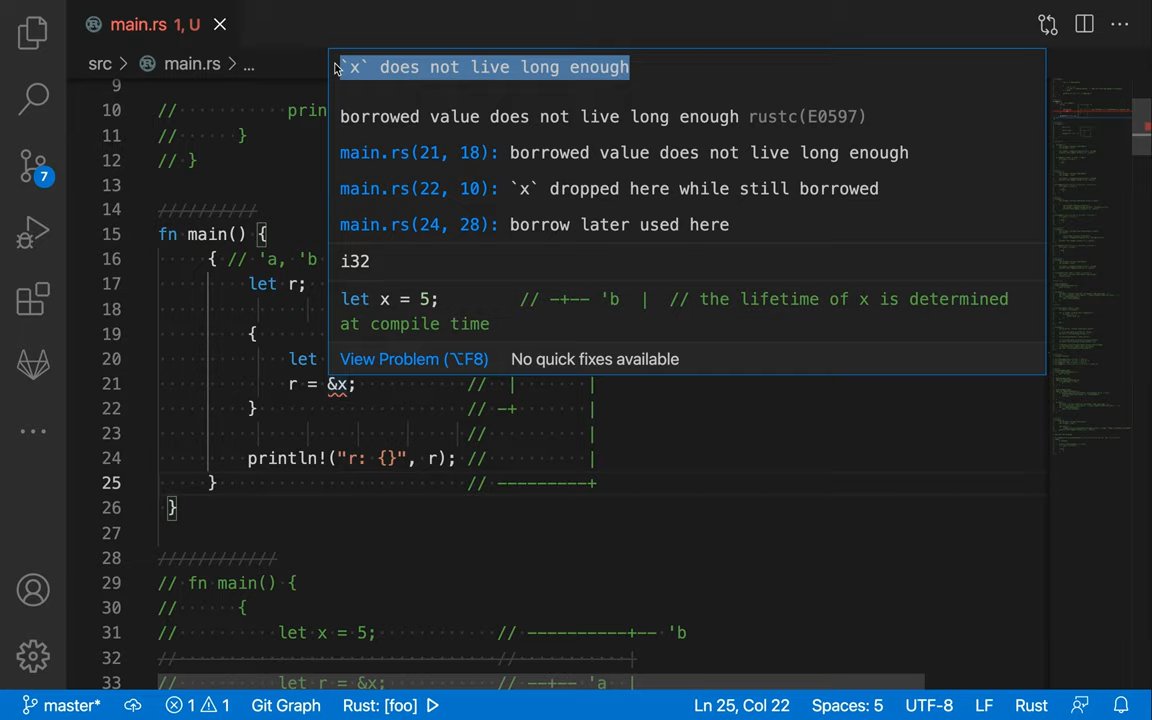 main.rs 1, U
src > main.rs > ...
`x` does not live long enough
borrowed value does not live long enough rustc(E0597)
main.rs(21, 18): borrowed value does not live long enough
main.rs(22, 10): `x` dropped here while still borrowed
main.rs(24, 28): borrow later used here
i32
let x = 5; // -+-- 'b | // the lifetime of x is determined
at compile time
View Problem (⌥F8) No quick fixes available
9
10 // prin
11 // }
12 // }
13
14 //////////
15 fn main() {
16 { // 'a, 'b
17 let r;
18
19 {
20 let
21 r = &x; // | |
22 } // -+ |
23 // |
24 println!("r: {}", r); // |
25 } // ---------+
26 }
27
28 ////////////
29 // fn main() {
30 // {
31 // let x = 5; // ----------+-- 'b
32 // // |
33 // let r = &x; // --+-- 'a |
7
master* 1 1 Git Graph Rust: [foo] Ln 25, Col 22 Spaces: 5 UTF-8 LF Rust